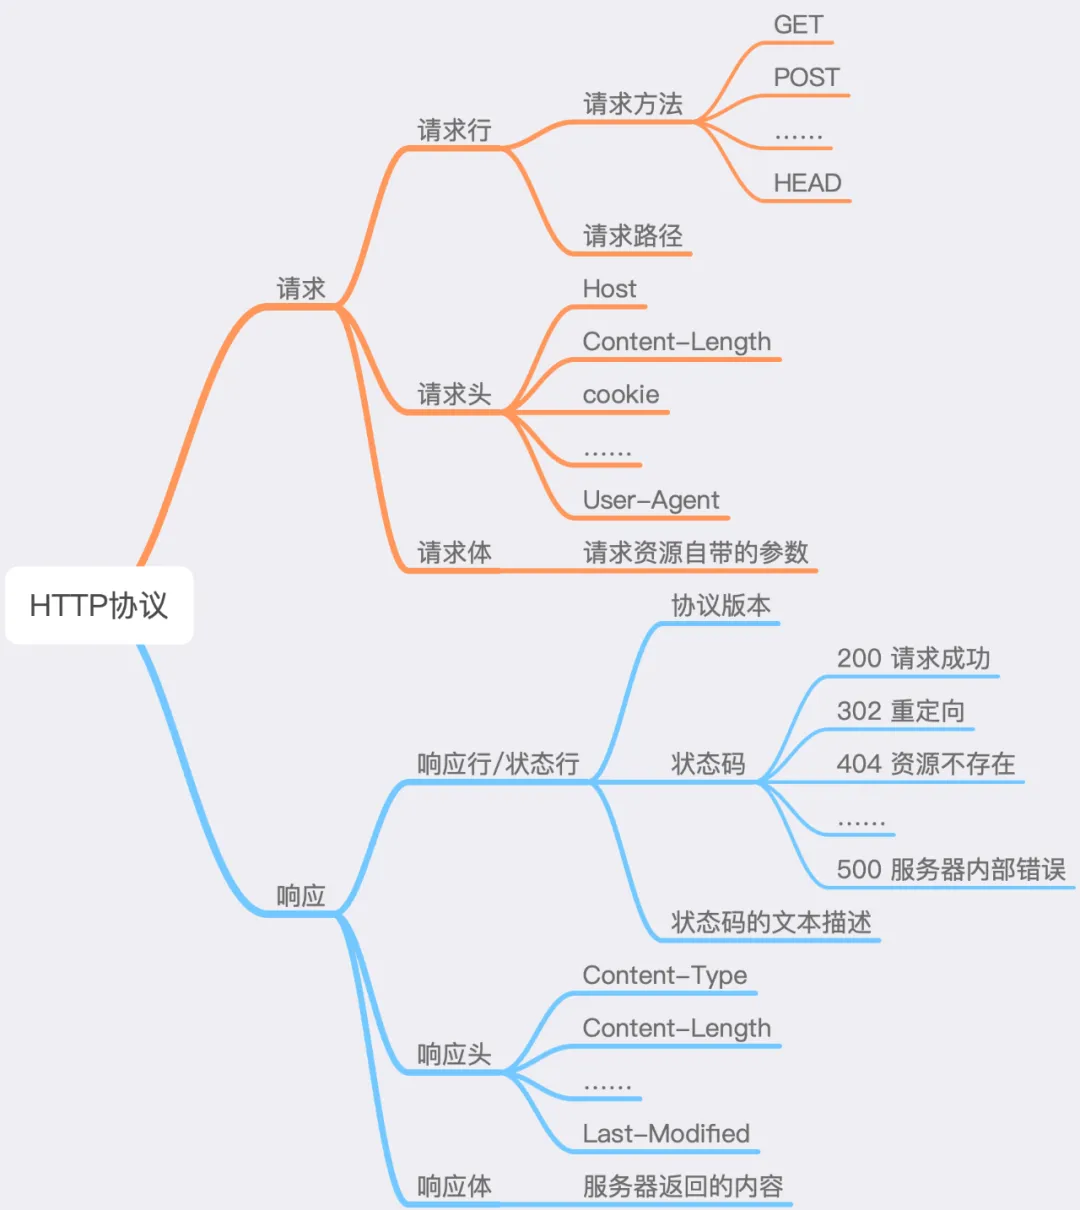 GET
POST
请求方法
……
请求行
HEAD
请求路径
请求
Host
Content-Length
请求头
cookie
……
User-Agent
请求体
请求资源自带的参数
HTTP协议
协议版本
200 请求成功
302 重定向
响应行/状态行
状态码
404 资源不存在
……
500 服务器内部错误
响应
状态码的文本描述
Content-Type
Content-Length
响应头
……
Last-Modified
响应体
服务器返回的内容